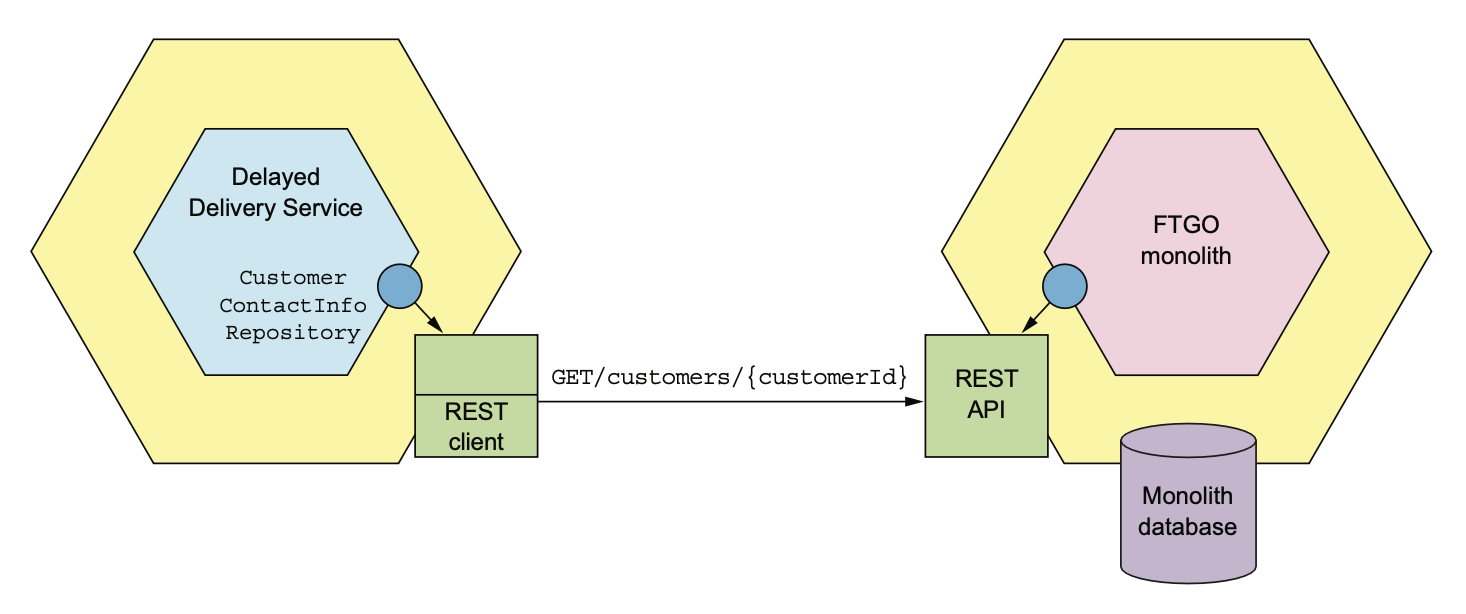 Delayed
Delivery Service
Customer
ContactInfo
Repository
REST
client
GET/customers/{customerId}
REST
API
FTGO
monolith
Monolith
database